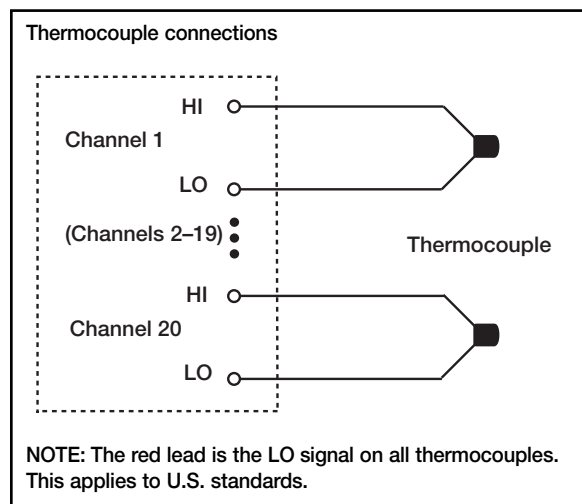 Thermocouple connections
HI
Channel 1
LO
(Channels 2–19)
Thermocouple
HI
Channel 20
LO
NOTE: The red lead is the LO signal on all thermocouples.
This applies to U.S. standards.